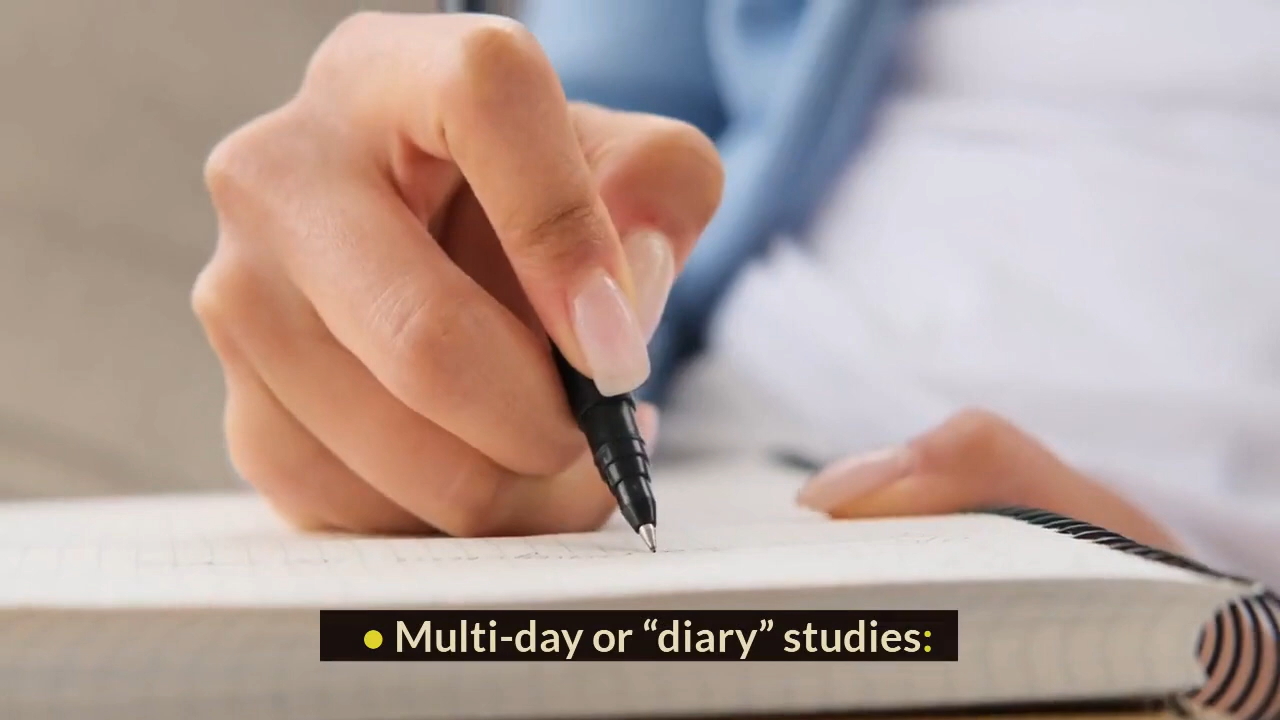 ● Multi-day or “diary” studies: